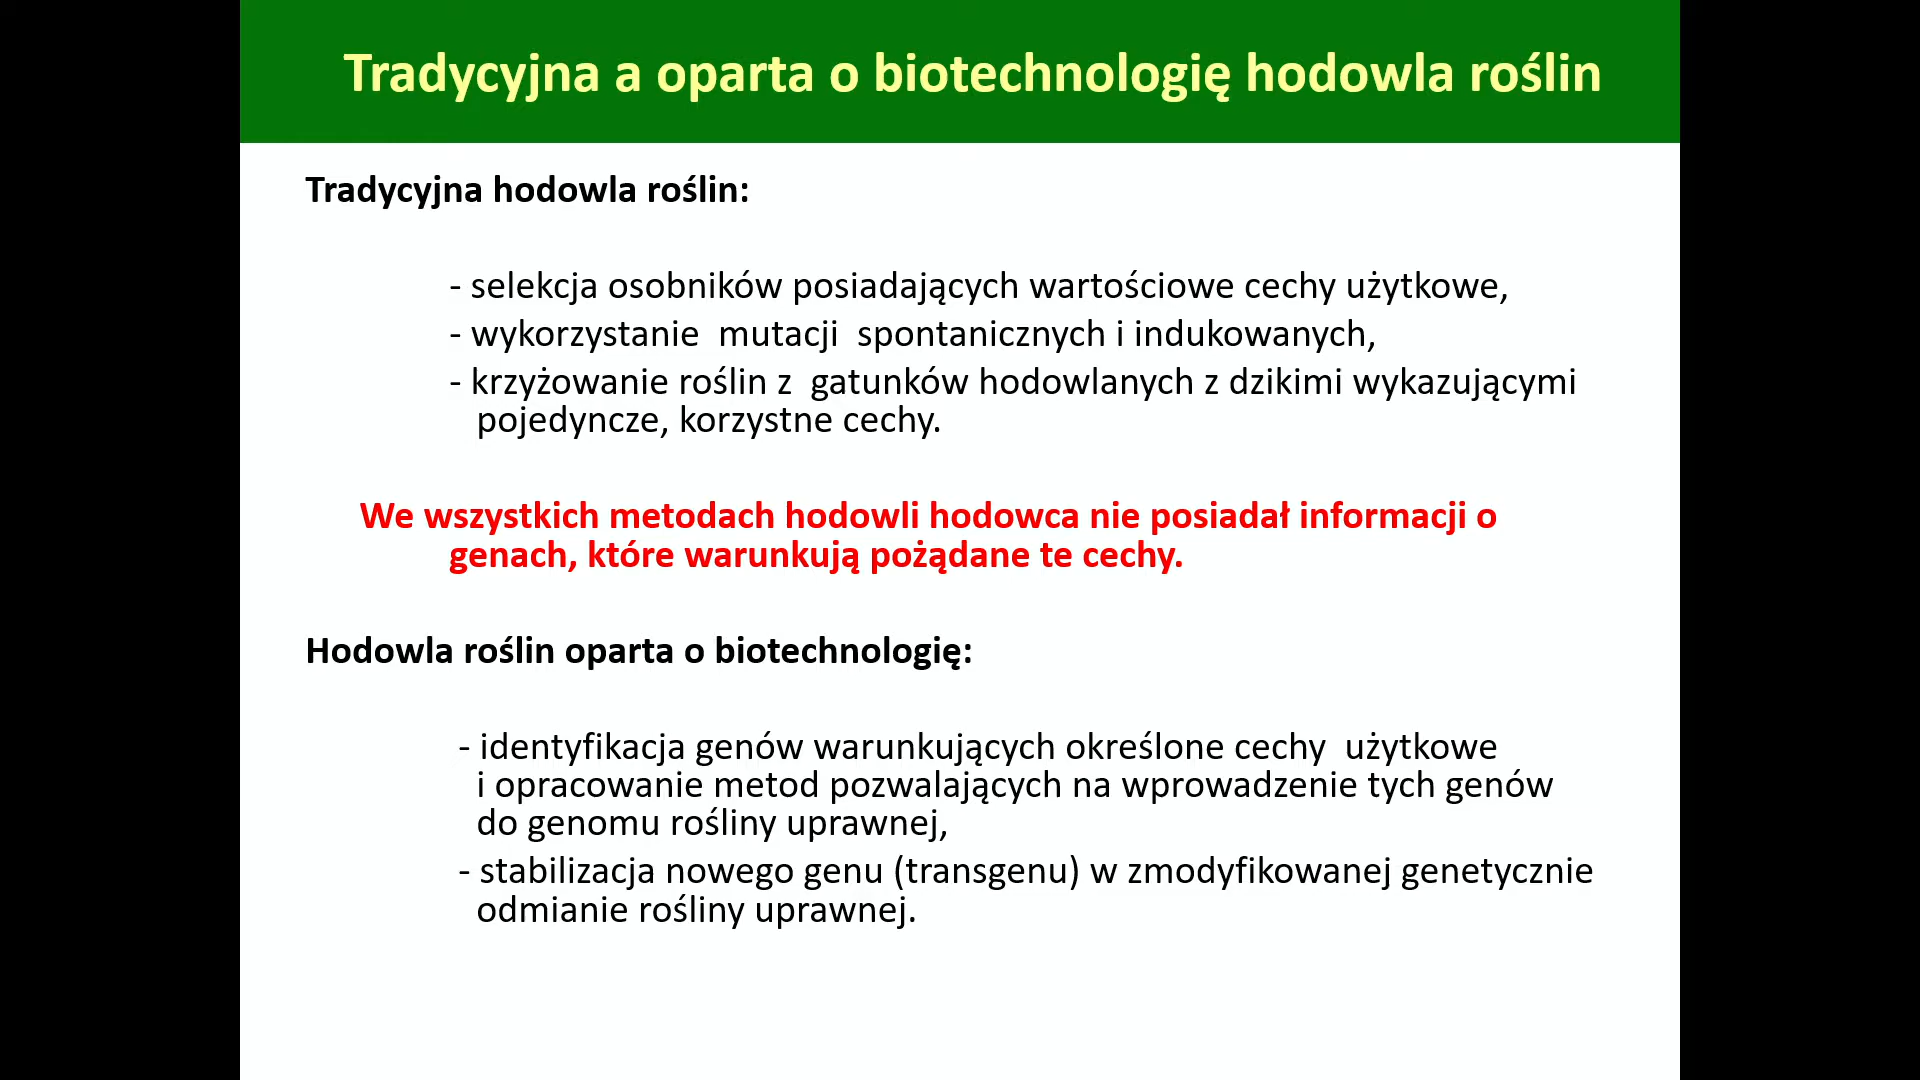 Tradycyjna a oparta o biotechnologię hodowla roślin
Tradycyjna hodowla roślin:
- selekcja osobników posiadających wartościowe cechy użytkowe,
- wykorzystanie  mutacji  spontanicznych i indukowanych,
- krzyżowanie roślin z  gatunków hodowlanych z dzikimi wykazującymi
pojedyncze, korzystne cechy.
We wszystkich metodach hodowli hodowca nie posiadał informacji o
genach, które warunkują pożądane te cechy.
Hodowla roślin oparta o biotechnologię:
- identyfikacja genów warunkujących określone cechy  użytkowe
i opracowanie metod pozwalających na wprowadzenie tych genów
do genomu rośliny uprawnej,
- stabilizacja nowego genu (transgenu) w zmodyfikowanej genetycznie
odmianie rośliny uprawnej.